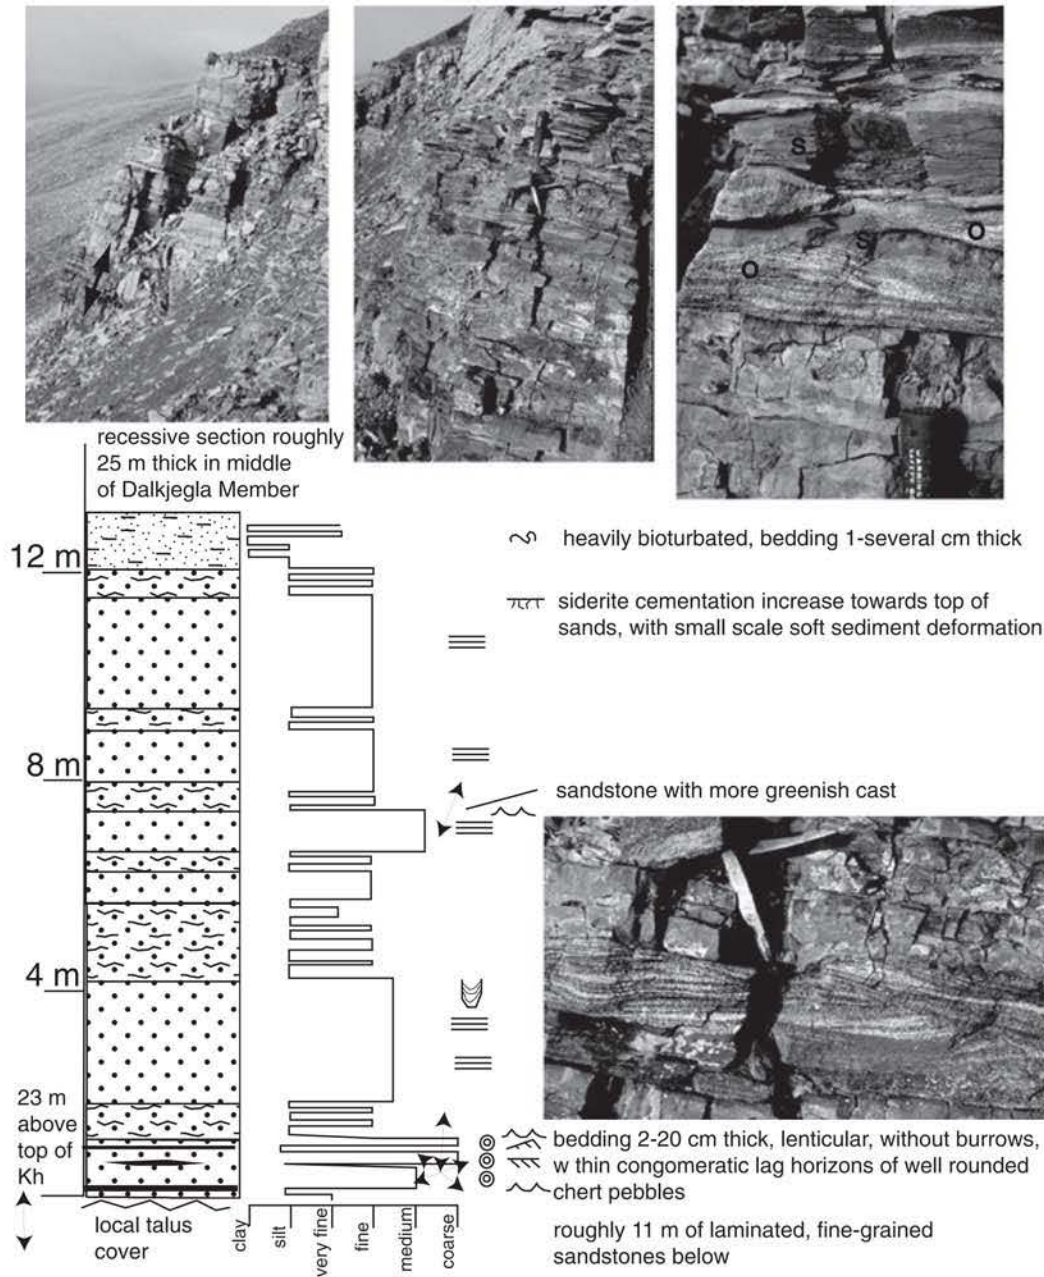 S
O
S
O
recessive section roughly
25 m thick in middle
of Dalkjegla Member
12 m
8 m
4 m
23 m
above
top of
Kh
local talus
cover
clay
silt
very fine
fine
medium
coarse
heavily bioturbated, bedding 1-several cm thick
siderite cementation increase towards top of
sands, with small scale soft sediment deformation
sandstone with more greenish cast
bedding 2-20 cm thick, lenticular, without burrows,
w thin congomeratic lag horizons of well rounded
chert pebbles
roughly 11 m of laminated, fine-grained
sandstones below